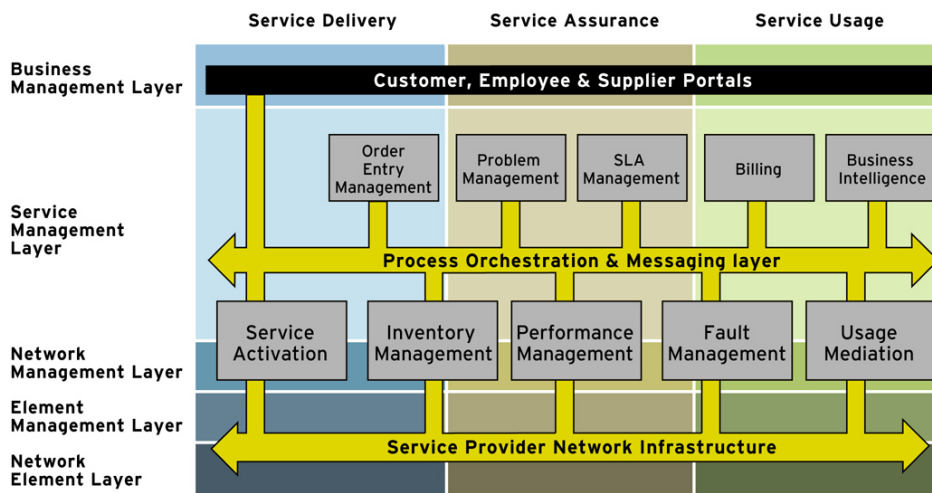 Service Delivery
Service Assurance
Service Usage
Business
Management Layer
Customer, Employee & Supplier Portals
Order
Entry
Management
Problem
Management
SLA
Management
Billing
Business
Intelligence
Service
Management
Layer
Process Orchestration & Messaging layer
Service
Activation
Inventory
Management
Performance
Management
Fault
Management
Usage
Mediation
Network
Management Layer
Element
Management Layer
Service Provider Network Infrastructure
Network
Element Layer